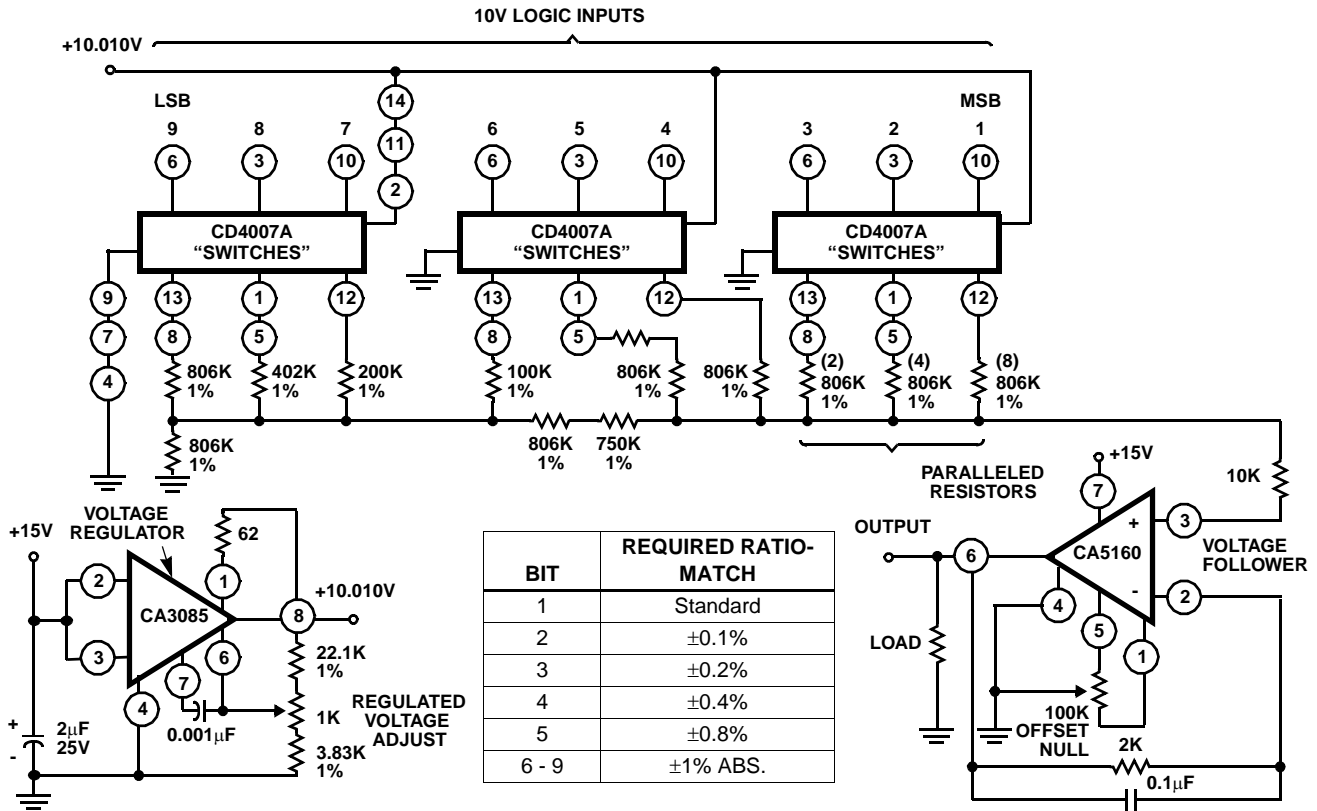 10V LOGIC INPUTS
+10.010V
LSB
MSB
9 8 7 6 5 4 3 2 1
14
11
2
6 3 10 6 3 10 6 3 10
CD4007A
“SWITCHES”
CD4007A
“SWITCHES”
CD4007A
“SWITCHES”
9
7
4
13 1 12 13 1 12 13 1 12
8 5 8 5 8 5
806K
1%
402K
1%
200K
1%
100K
1%
806K
1%
806K
1%
(2)
806K
1%
(4)
806K
1%
(8)
806K
1%
806K
1%
806K
1%
750K
1%
PARALLELED
RESISTORS
10K
VOLTAGE
REGULATOR
+15V
2
3
CA3085
1
62
8
+10.010V
6
7
4
22.1K
1%
1K
3.83K
1%
REGULATED
VOLTAGE
ADJUST
0.001μF
+
-
2μF
25V
BIT REQUIRED RATIO-MATCH
1 Standard
2 ±0.1%
3 ±0.2%
4 ±0.4%
5 ±0.8%
6 - 9 ±1% ABS.
+15V
7
OUTPUT
6
CA5160
+
-
3
2
VOLTAGE
FOLLOWER
4
5
1
LOAD
100K
OFFSET
NULL
2K
0.1μF